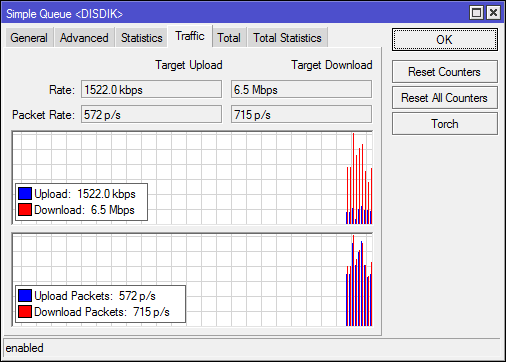 Simple Queue <DISDIK>
General Advanced Statistics Traffic Total Total Statistics
Target Upload Target Download
Rate: 1522.0 kbps 6.5 Mbps
Packet Rate: 572 p/s 715 p/s
Upload: 1522.0 kbps
Download: 6.5 Mbps
Upload Packets: 572 p/s
Download Packets: 715 p/s
OK
Reset Counters
Reset All Counters
Torch
enabled